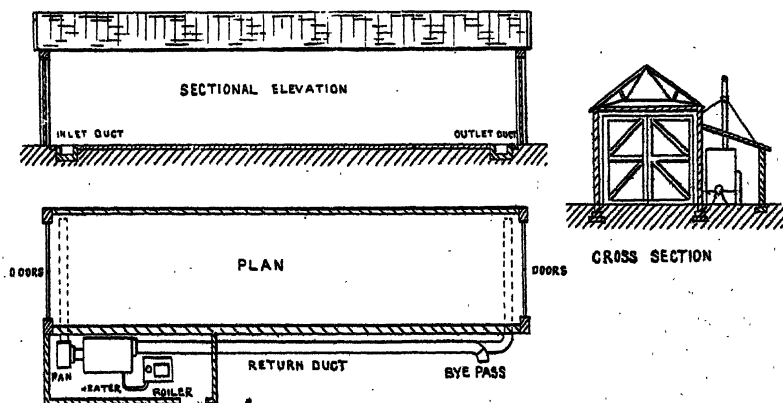 SECTIONAL ELEVATION
INLET DUCT
OUTLET DUCT
CROSS SECTION
DOORS
PLAN
DOORS
FAN
HEATER
BOILER
RETURN DUCT
BYE PASS